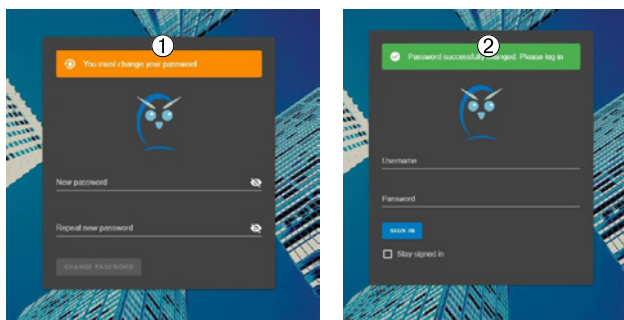 1
You must change your password
New password
Repeat new password
CHANGE PASSWORD
2
Password successfully changed. Please log in
Username
Password
SIGN IN
Stay signed in